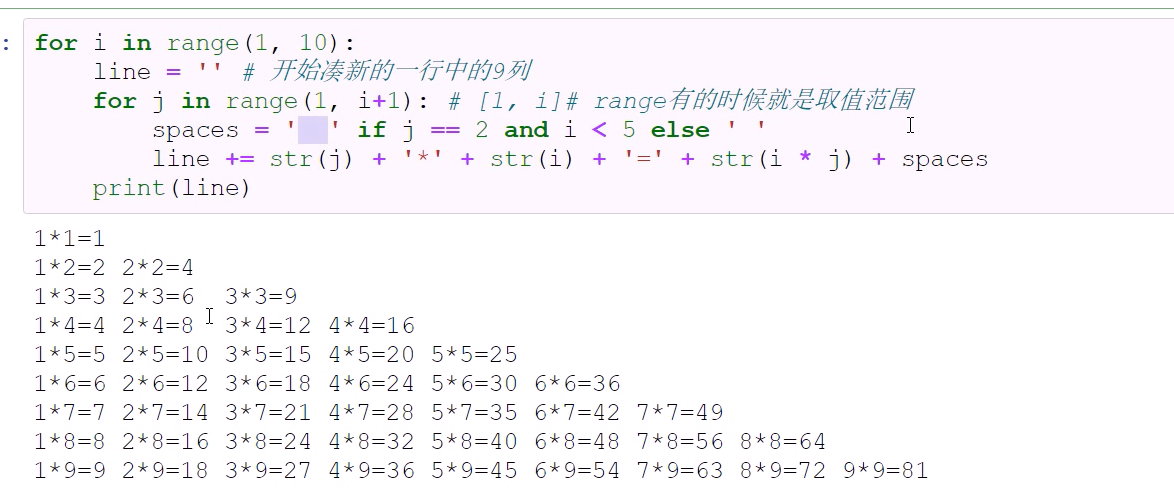 : for i in range(1, 10):
    line = '' # 开始凑新的一行中的9列
    for j in range(1, i+1): # [1, i]# range有的时候就是取值范围
        spaces = '  ' if j == 2 and i < 5 else ' '
        line += str(j) + '*' + str(i) + '=' + str(i * j) + spaces
    print(line)
1*1=1
1*2=2 2*2=4
1*3=3 2*3=6  3*3=9
1*4=4 2*4=8  3*4=12 4*4=16
1*5=5 2*5=10 3*5=15 4*5=20 5*5=25
1*6=6 2*6=12 3*6=18 4*6=24 5*6=30 6*6=36
1*7=7 2*7=14 3*7=21 4*7=28 5*7=35 6*7=42 7*7=49
1*8=8 2*8=16 3*8=24 4*8=32 5*8=40 6*8=48 7*8=56 8*8=64
1*9=9 2*9=18 3*9=27 4*9=36 5*9=45 6*9=54 7*9=63 8*9=72 9*9=81